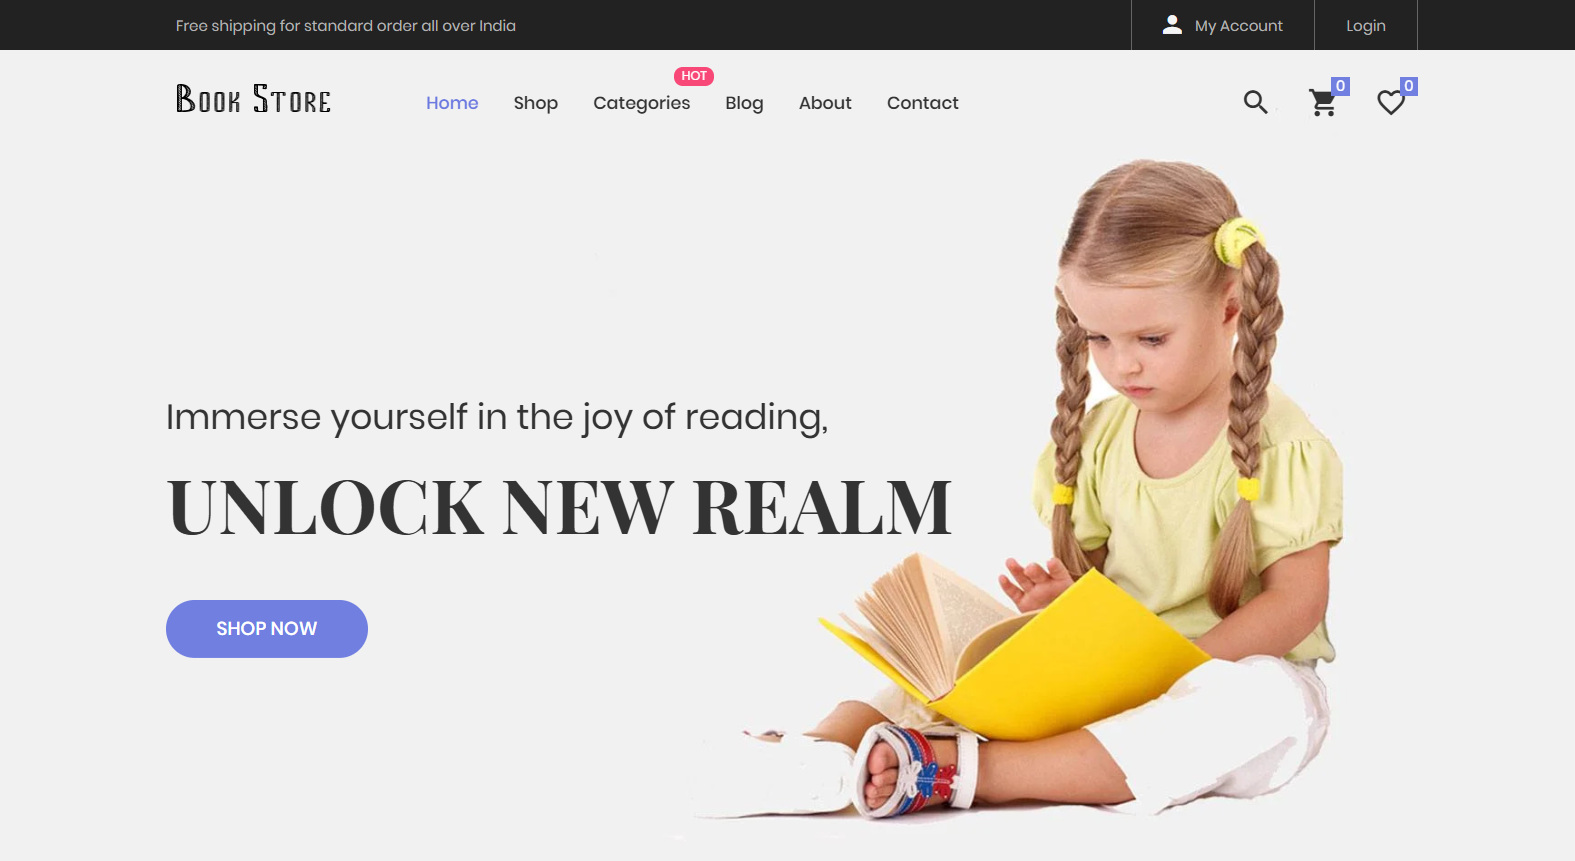 Free shipping for standard order all over India
My Account
Login
Book Store
Home
Shop
Categories
HOT
Blog
About
Contact
0
0
Immerse yourself in the joy of reading,
UNLOCK NEW REALM
SHOP NOW